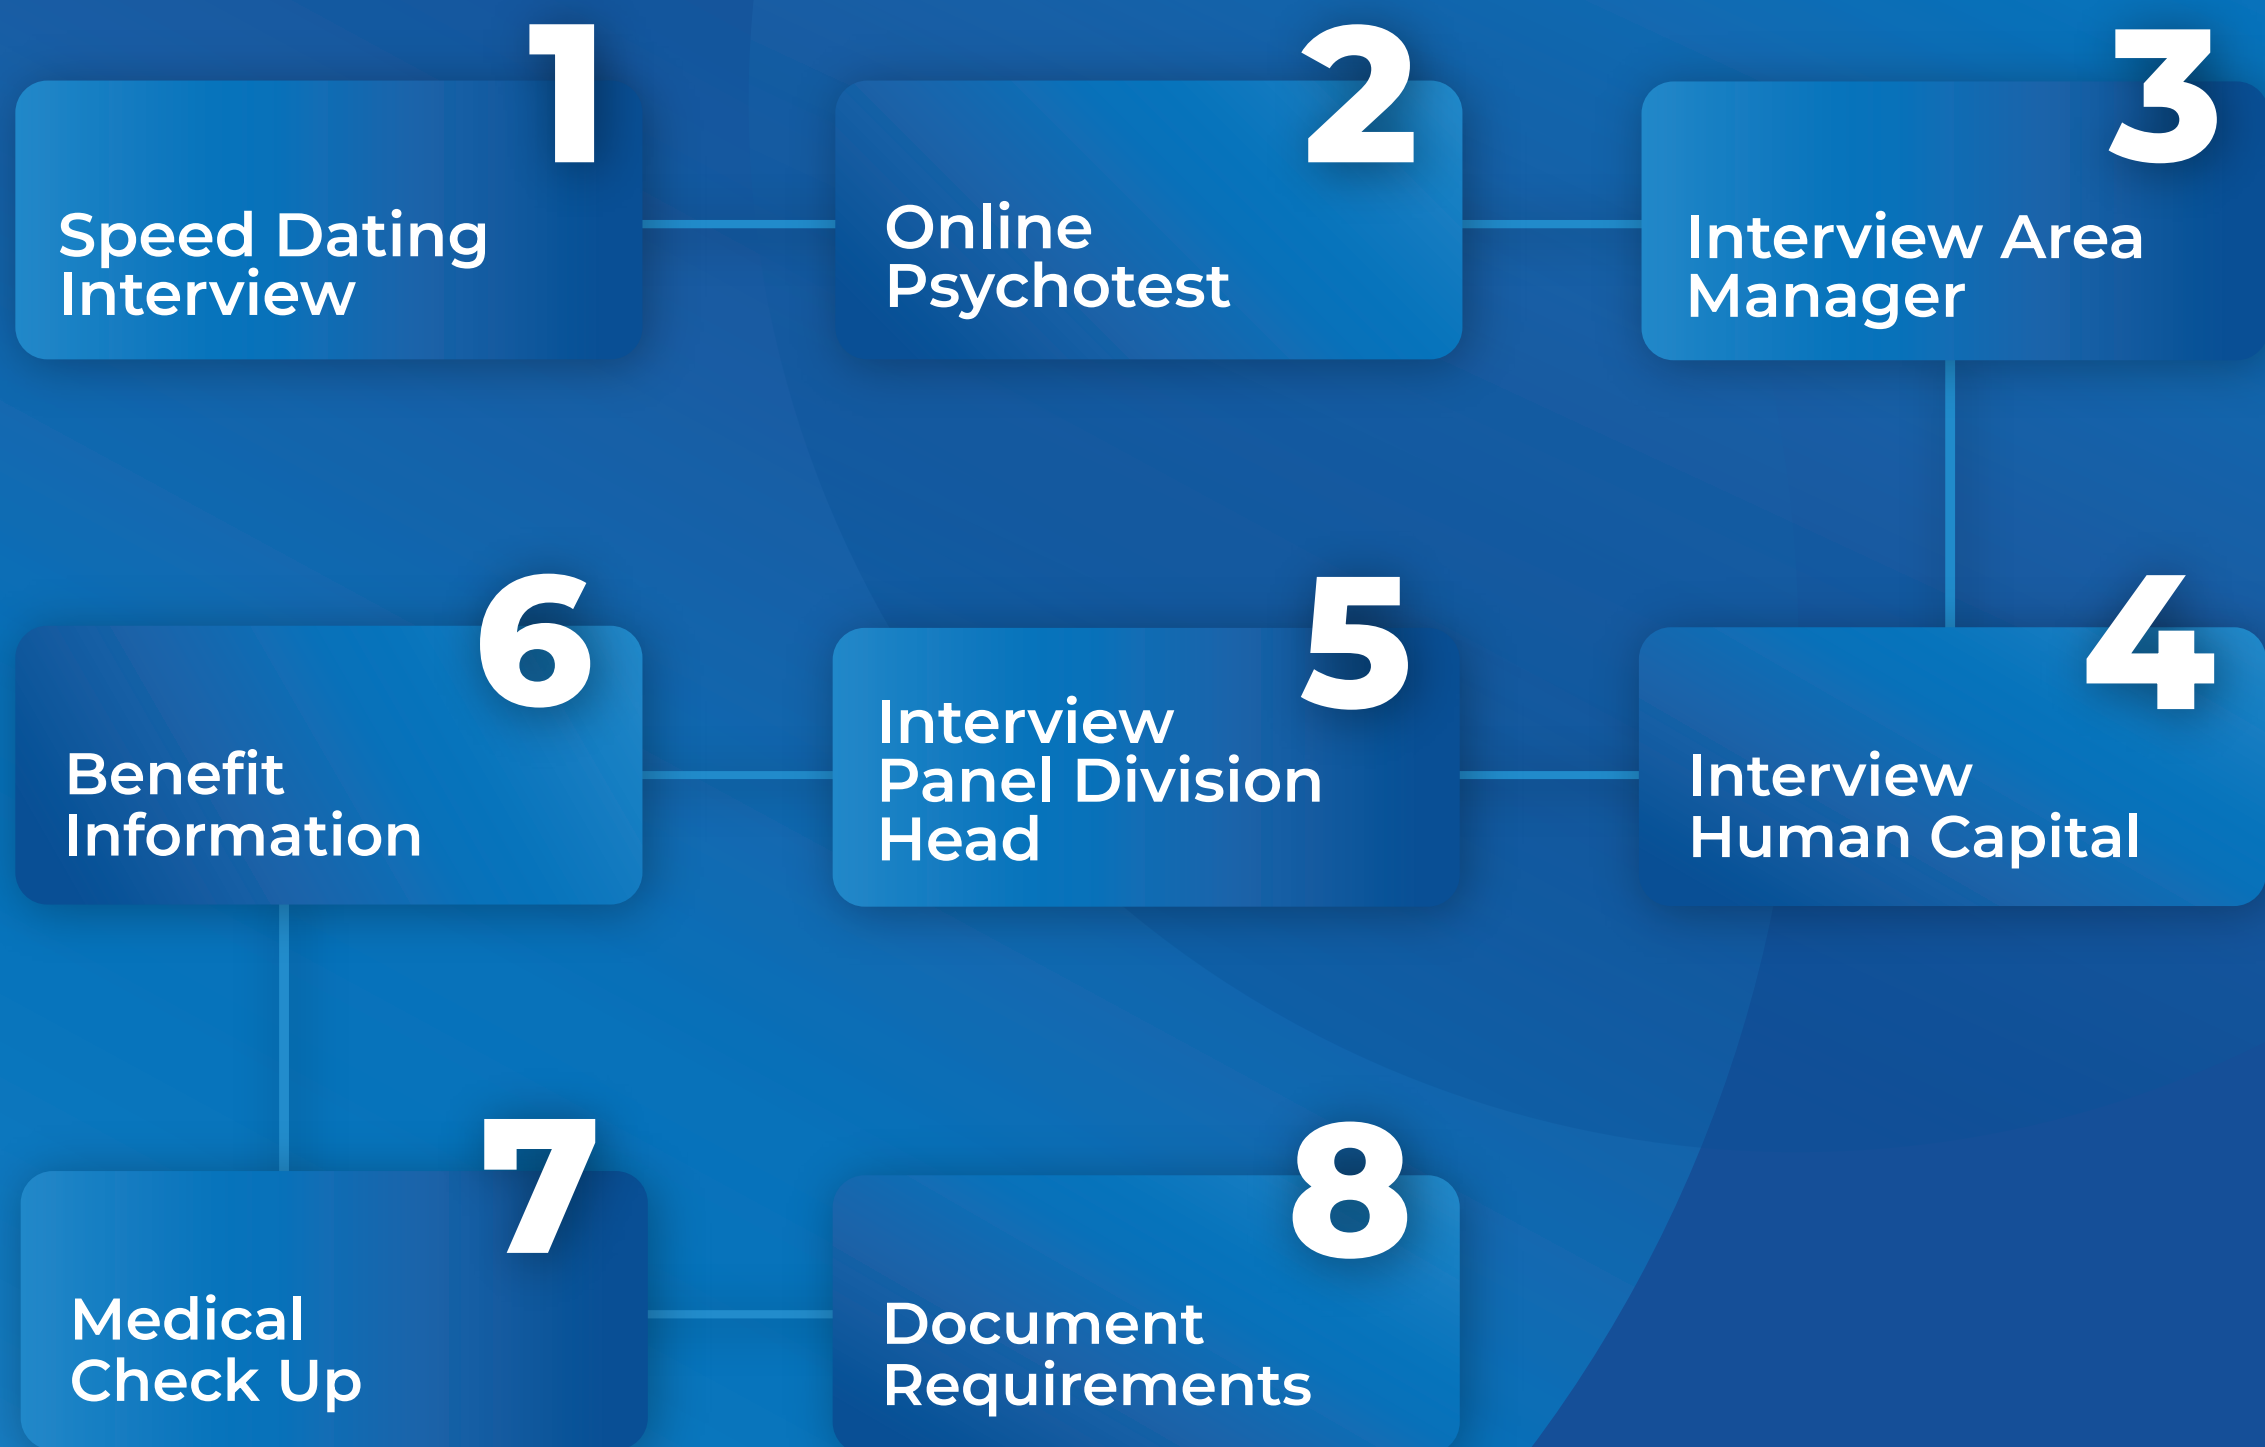 1
Speed Dating
Interview
2
Online
Psychotest
3
Interview Area
Manager
4
Interview
Human Capital
5
Interview
Panel Division
Head
6
Benefit
Information
7
Medical
Check Up
8
Document
Requirements